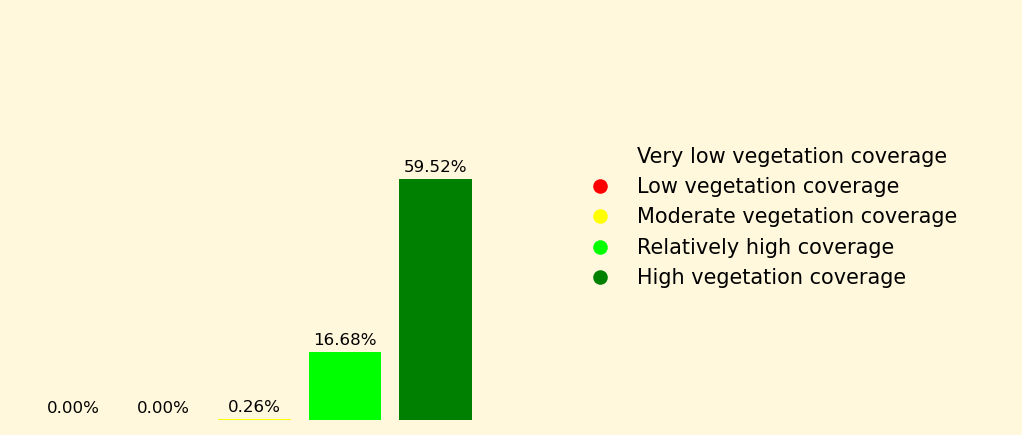 59.52%
16.68%
0.00%
0.00%
0.26%
Very low vegetation coverage
Low vegetation coverage
Moderate vegetation coverage
Relatively high coverage
High vegetation coverage